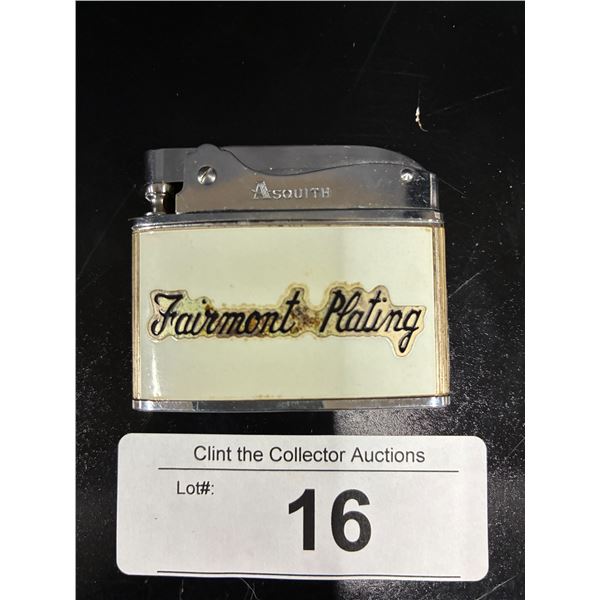 ASQUITH
Fairmont Plating
Clint the Collector Auctions
Lot#:
16